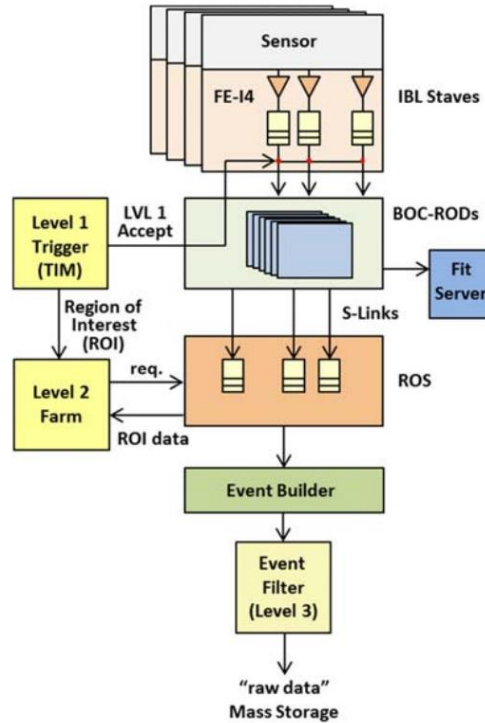 Sensor
FE-I4
IBL Staves
LVL 1
Accept
BOC-RODs
Level 1
Trigger
(TIM)
Fit
Server
Region of
Interest
(ROI)
S-Links
Level 2
Farm
req.
ROI data
ROS
Event Builder
Event
Filter
(Level 3)
“raw data”
Mass Storage